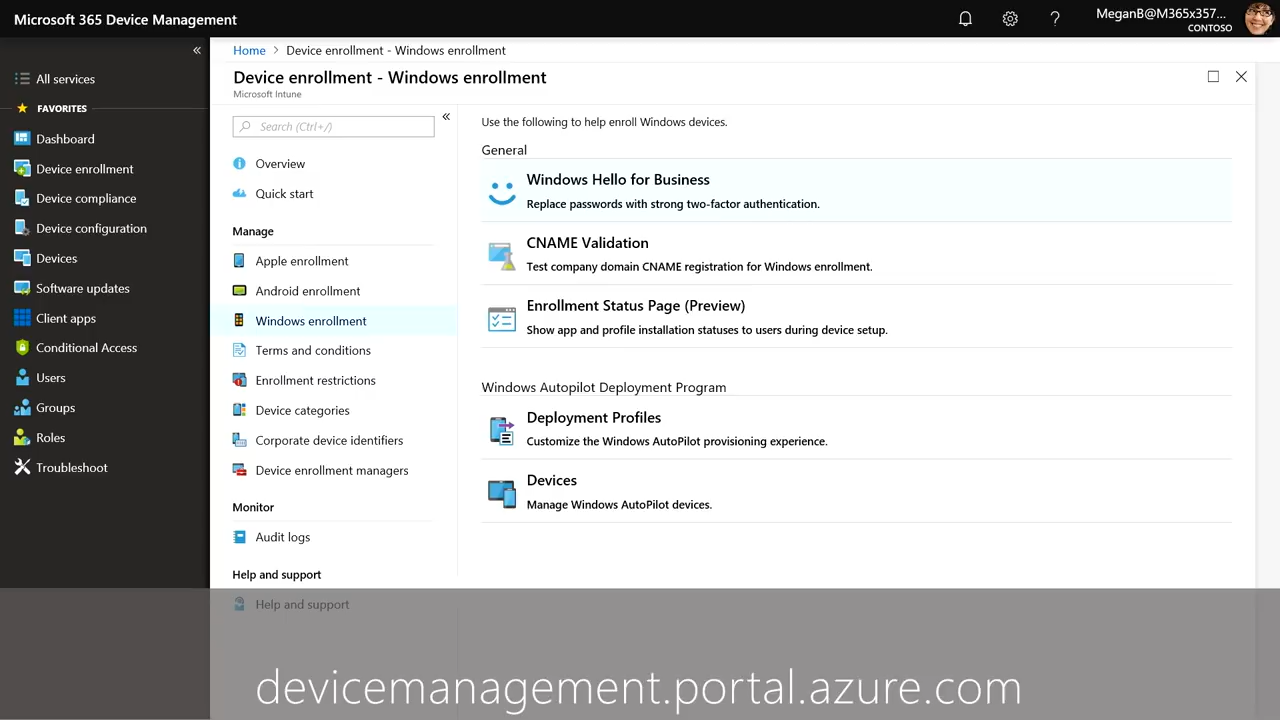 Microsoft 365 Device Management
MeganB@M365x357...
CONTOSO
All services
FAVORITES
Dashboard
Device enrollment
Device compliance
Device configuration
Devices
Software updates
Client apps
Conditional Access
Users
Groups
Roles
Troubleshoot
Home > Device enrollment - Windows enrollment
Device enrollment - Windows enrollment
Microsoft Intune
Search (Ctrl+/)
Overview
Quick start
Manage
Apple enrollment
Android enrollment
Windows enrollment
Terms and conditions
Enrollment restrictions
Device categories
Corporate device identifiers
Device enrollment managers
Monitor
Audit logs
Help and support
Help and support
Use the following to help enroll Windows devices.
General
Windows Hello for Business
Replace passwords with strong two-factor authentication.
CNAME Validation
Test company domain CNAME registration for Windows enrollment.
Enrollment Status Page (Preview)
Show app and profile installation statuses to users during device setup.
Windows Autopilot Deployment Program
Deployment Profiles
Customize the Windows AutoPilot provisioning experience.
Devices
Manage Windows AutoPilot devices.
devicemanagement.portal.azure.com